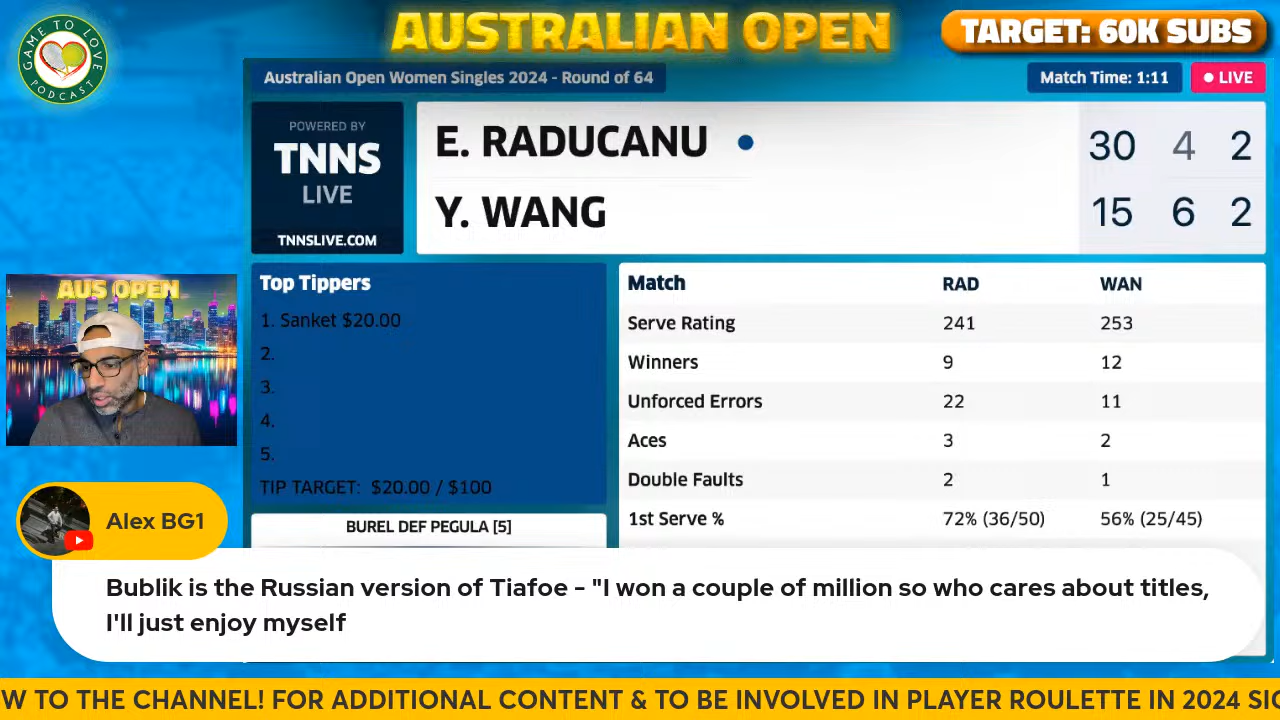 GAME TO LOVE
PODCAST
AUSTRALIAN OPEN
TARGET: 60K SUBS
Australian Open Women Singles 2024 - Round of 64
Match Time: 1:11
LIVE
POWERED BY
TNNS
LIVE
TNNSLIVE.COM
E. RADUCANU 30 4 2
Y. WANG 15 6 2
AUS OPEN
Top Tippers
1. Sanket $20.00
2.
3.
4.
5.
TIP TARGET: $20.00 / $100
BUREL DEF PEGULA [5]
Match RAD WAN
Serve Rating 241 253
Winners 9 12
Unforced Errors 22 11
Aces 3 2
Double Faults 2 1
1st Serve % 72% (36/50) 56% (25/45)
Alex BG1
Bublik is the Russian version of Tiafoe - "I won a couple of million so who cares about titles,
I'll just enjoy myself
W TO THE CHANNEL! FOR ADDITIONAL CONTENT & TO BE INVOLVED IN PLAYER ROULETTE IN 2024